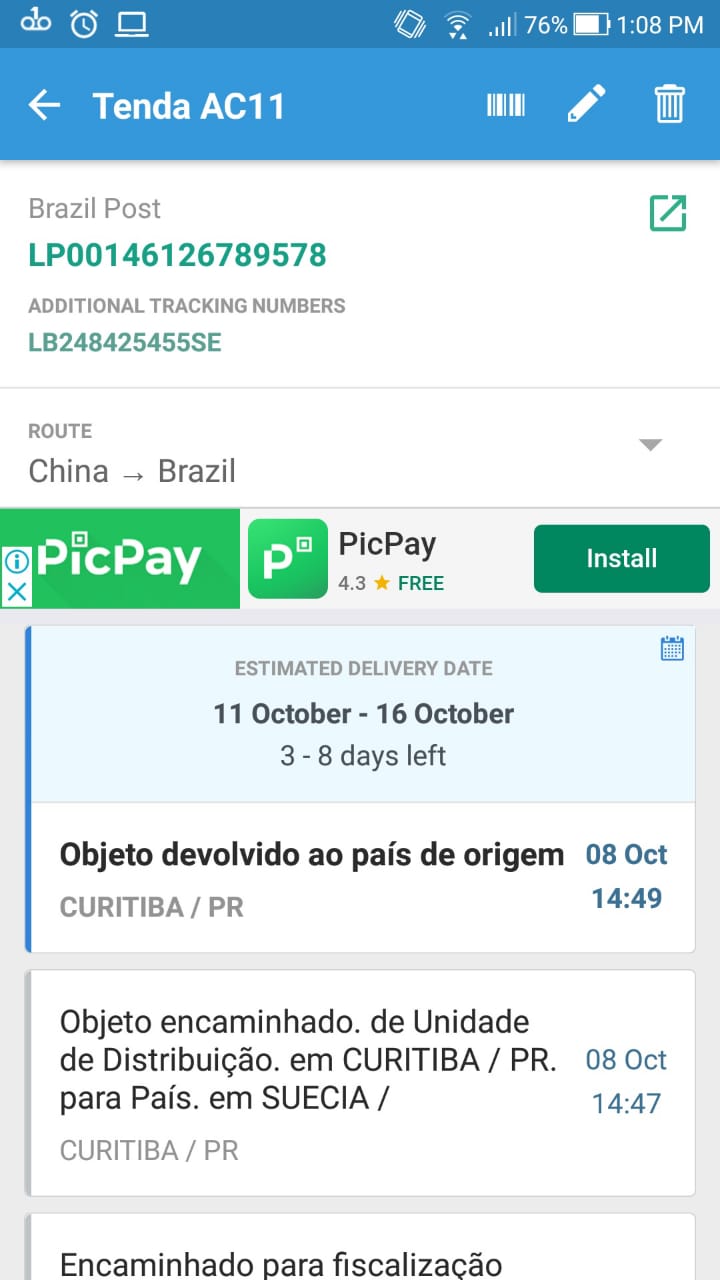 76% 1:08 PM
Tenda AC11
Brazil Post
LP00146126789578
ADDITIONAL TRACKING NUMBERS
LB248425455SE
ROUTE
China → Brazil
PicPay
P
PicPay
4.3 ★ FREE
Install
ESTIMATED DELIVERY DATE
11 October - 16 October
3 - 8 days left
Objeto devolvido ao país de origem
08 Oct
14:49
CURITIBA / PR
Objeto encaminhado. de Unidade
de Distribuição. em CURITIBA / PR.
para País. em SUECIA /
08 Oct
14:47
CURITIBA / PR
Encaminhado para fiscalização